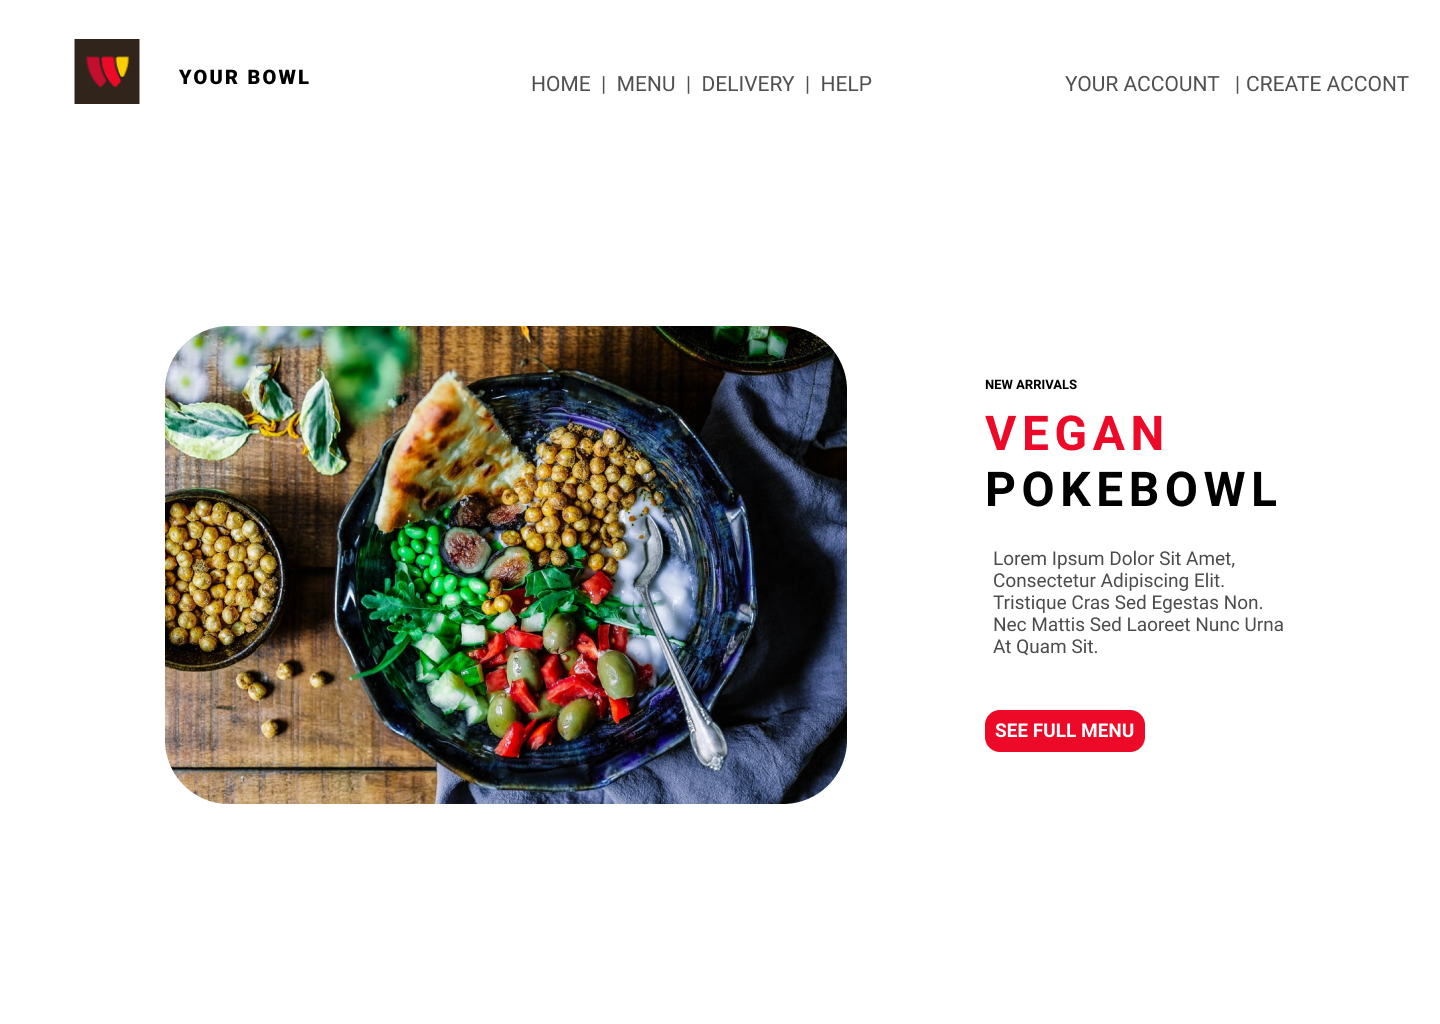 YOUR BOWL
HOME | MENU | DELIVERY | HELP
YOUR ACCOUNT | CREATE ACCONT
NEW ARRIVALS
VEGAN
POKEBOWL
Lorem Ipsum Dolor Sit Amet,
Consectetur Adipiscing Elit.
Tristique Cras Sed Egestas Non.
Nec Mattis Sed Laoreet Nunc Urna
At Quam Sit.
SEE FULL MENU